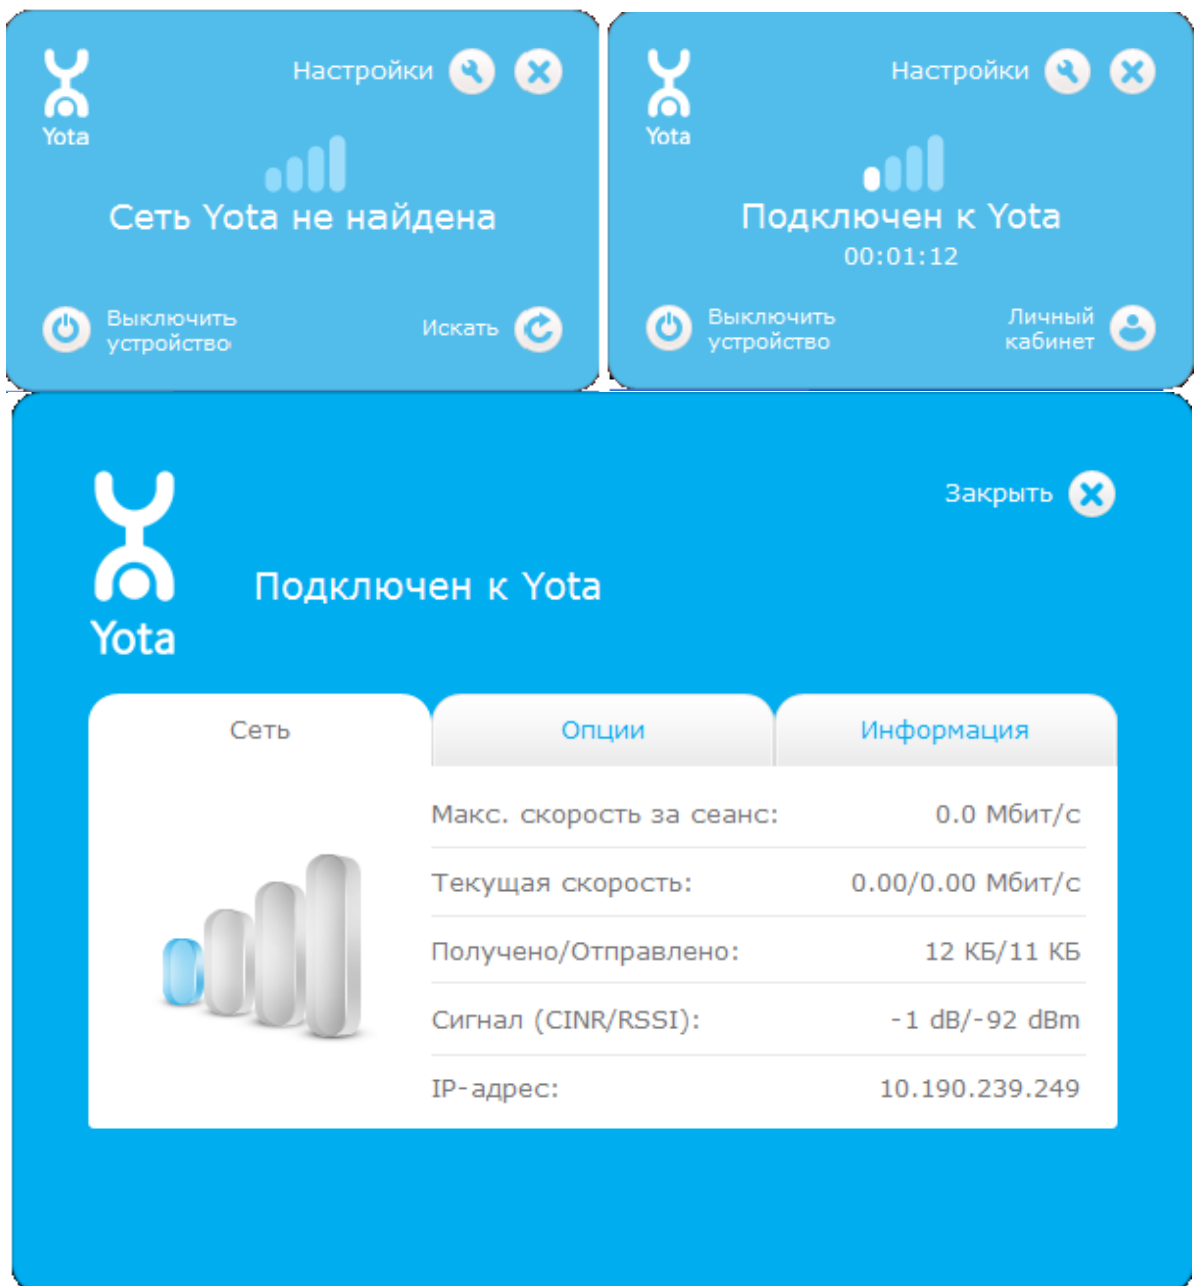 Настройки
Yota
Сеть Yota не найдена
Выключить
устройство
Искать
Настройки
Yota
Подключен к Yota
00:01:12
Выключить
устройство
Личный
кабинет
Закрыть
Yota
Подключен к Yota
Сеть Опции Информация
Макс. скорость за сеанс: 0.0 Мбит/с
Текущая скорость: 0.00/0.00 Мбит/с
Получено/Отправлено: 12 КБ/11 КБ
Сигнал (CINR/RSSI): -1 dB/-92 dBm
IP-адрес: 10.190.239.249